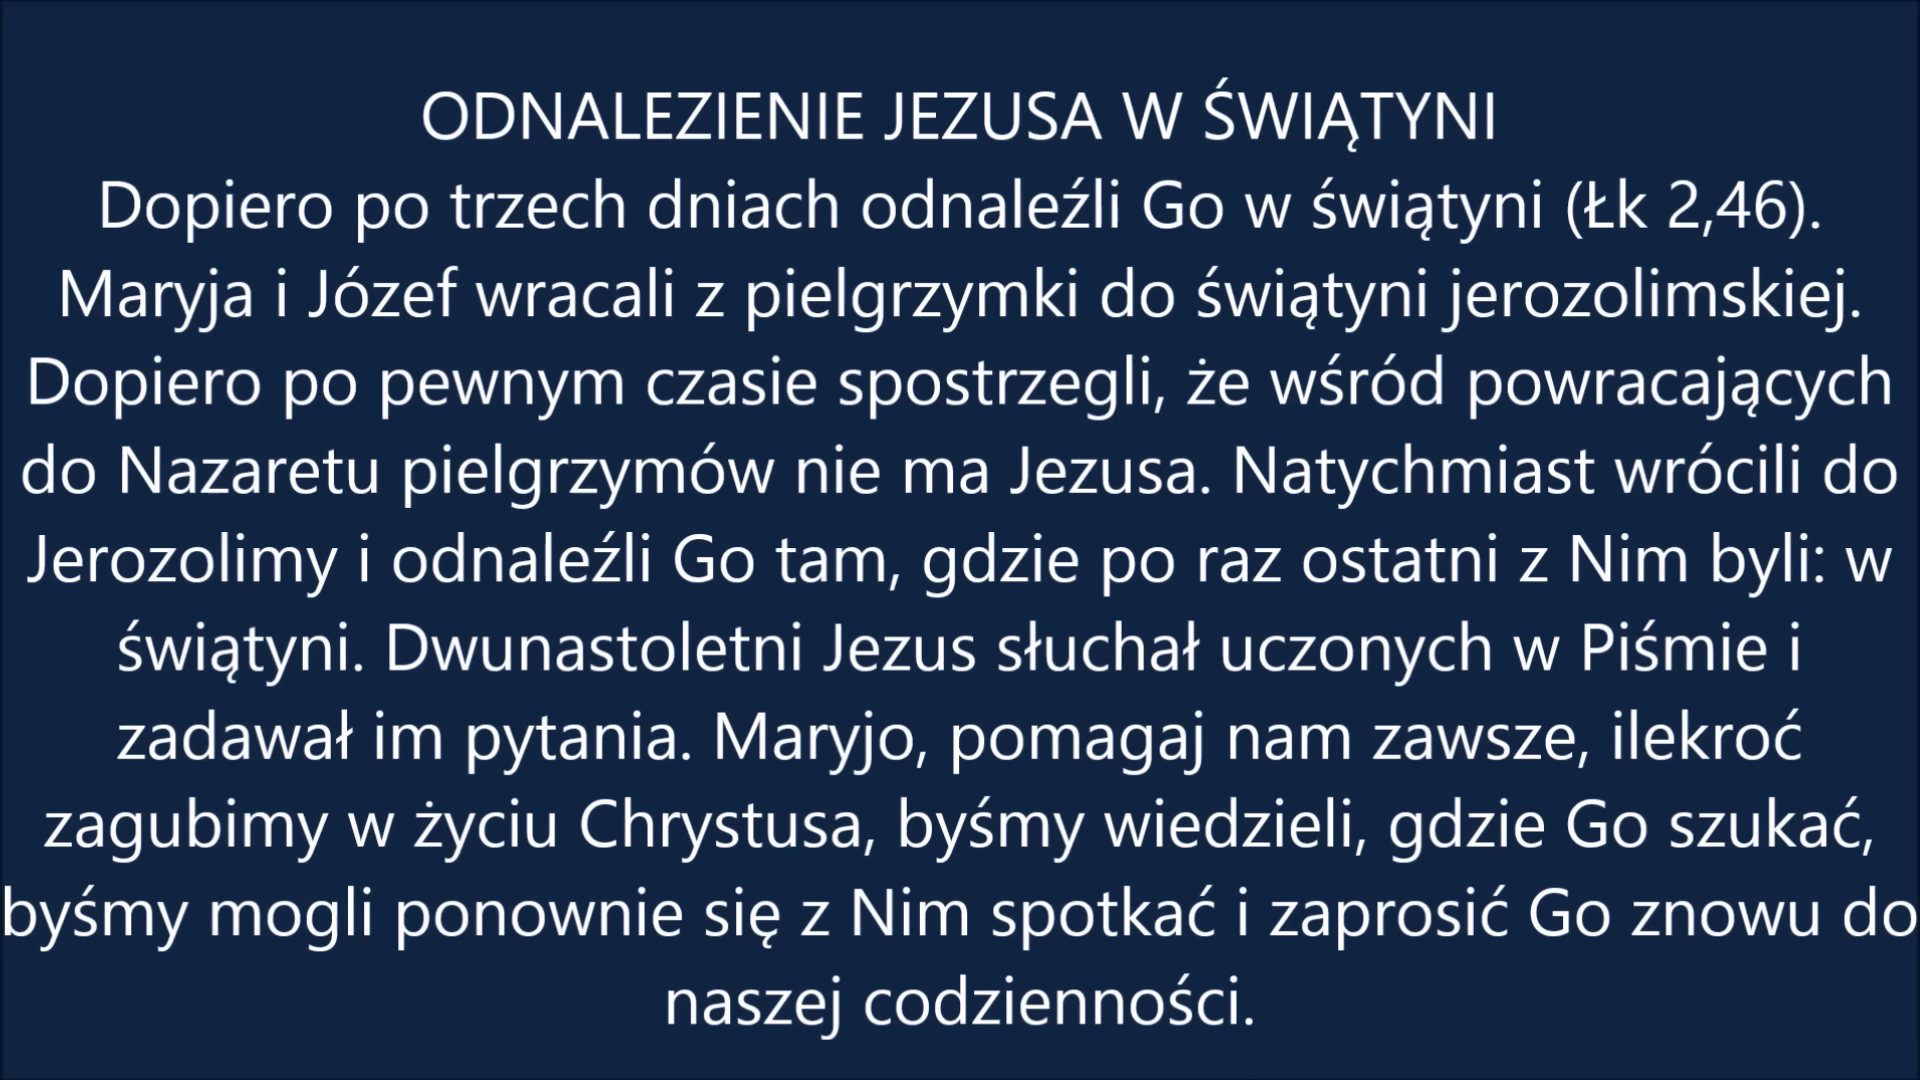 ODNALEZIENIE JEZUSA W ŚWIĄTYNI
Dopiero po trzech dniach odnaleźli Go w świątyni (Łk 2,46).
Maryja i Józef wracali z pielgrzymki do świątyni jerozolimskiej.
Dopiero po pewnym czasie spostrzegli, że wśród powracających
do Nazaretu pielgrzymów nie ma Jezusa. Natychmiast wrócili do
Jerozolimy i odnaleźli Go tam, gdzie po raz ostatni z Nim byli: w
świątyni. Dwunastoletni Jezus słuchał uczonych w Piśmie i
zadawał im pytania. Maryjo, pomagaj nam zawsze, ilekroć
zagubimy w życiu Chrystusa, byśmy wiedzieli, gdzie Go szukać,
byśmy mogli ponownie się z Nim spotkać i zaprosić Go znowu do
naszej codzienności.